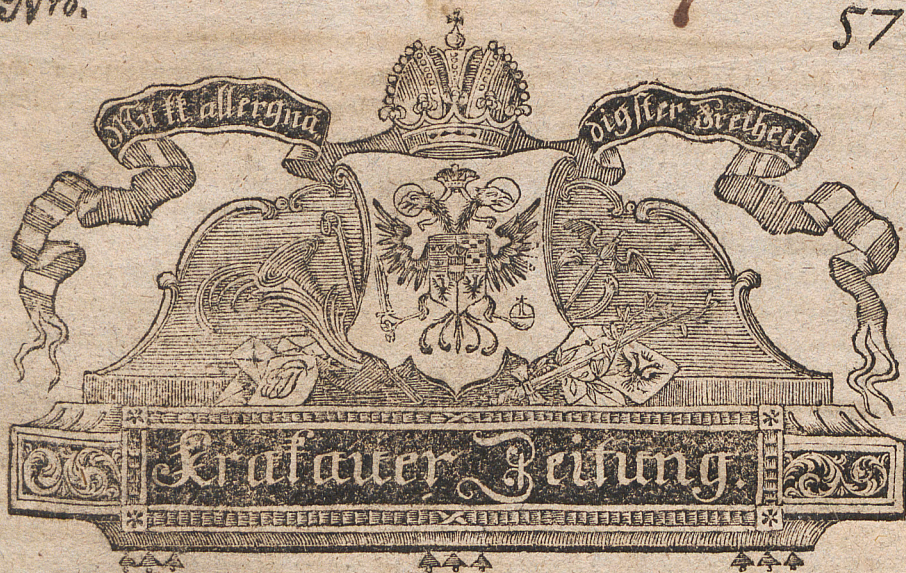 Nro.
57
Mit kk allergnä
digster Freiheit
Krakauer Zeitung.